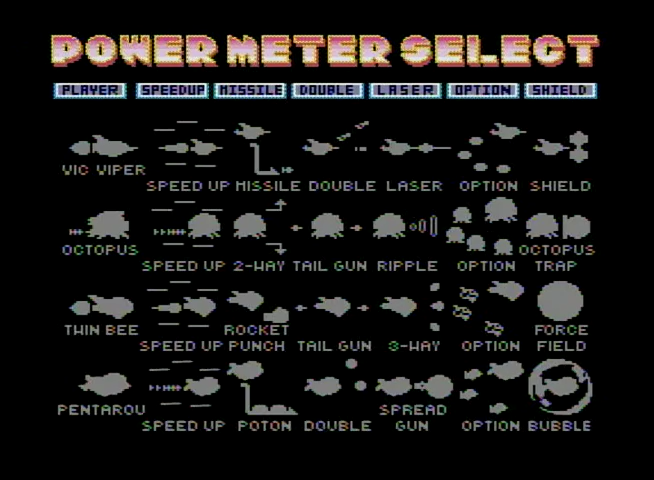 POWER METER SELECT
PLAYER SPEEDUP MISSILE DOUBLE LASER OPTION SHIELD
VIC VIPER
SPEED UP MISSILE DOUBLE LASER OPTION SHIELD
OCTOPUS OCTOPUS
SPEED UP 2-WAY TAIL GUN RIPPLE OPTION TRAP
TWIN BEE ROCKET FORCE
SPEED UP PUNCH TAIL GUN 3-WAY OPTION FIELD
PENTAROU SPREAD
SPEED UP POTON DOUBLE GUN OPTION BUBBLE